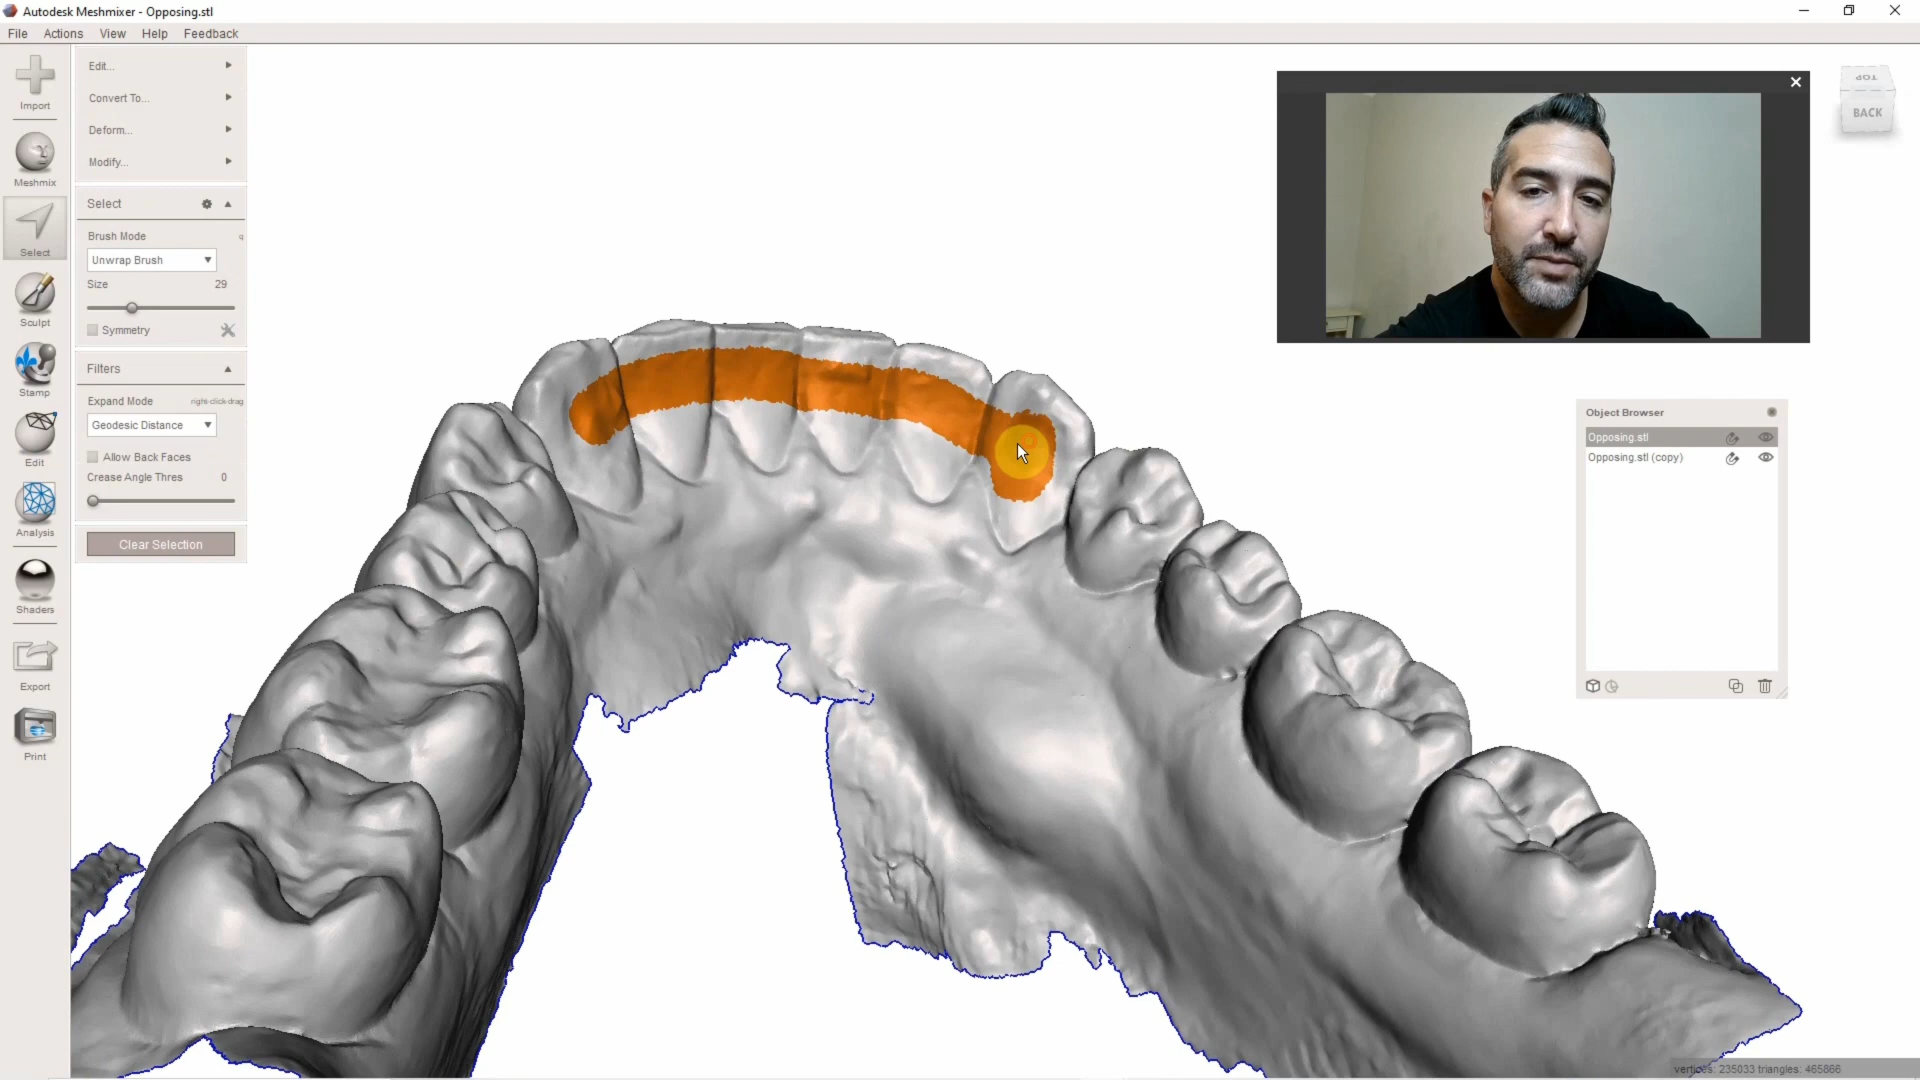 Autodesk Meshmixer - Opposing.stl
File Actions View Help Feedback
Import
Meshmix
Select
Sculpt
Stamp
Edit
Analysis
Shaders
Export
Print
Edit...
Convert To...
Deform...
Modify...
Select
Brush Mode q
Unwrap Brush
Size 29
Symmetry
Filters
Expand Mode right-click-drag
Geodesic Distance
Allow Back Faces
Crease Angle Thres 0
Clear Selection
TOP
BACK
Object Browser
Opposing.stl
Opposing.stl (copy)
vertices: 235033 triangles: 465866